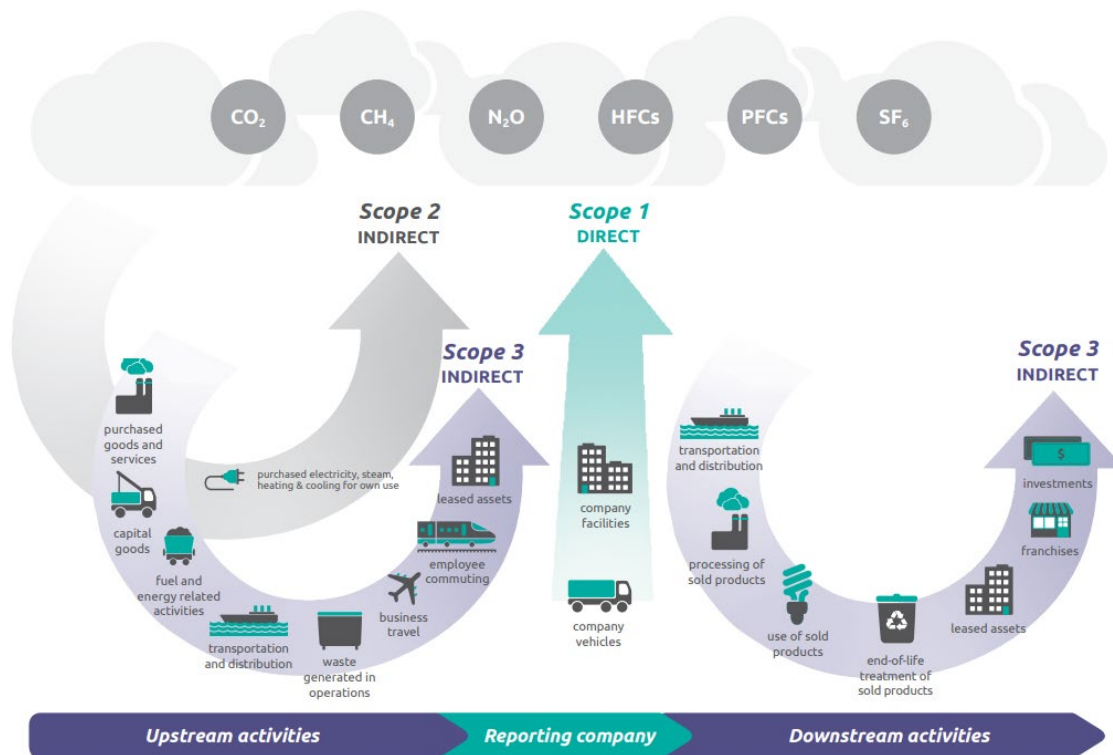 CO₂
CH₄
N₂O
HFCs
PFCs
SF₆
Scope 2
INDIRECT
Scope 1
DIRECT
Scope 3
INDIRECT
Scope 3
INDIRECT
purchased
goods and
services
capital
goods
fuel and
energy related
activities
transportation
and distribution
waste
generated in
operations
business
travel
employee
commuting
leased assets
purchased electricity, steam,
heating & cooling for own use
company
facilities
company
vehicles
transportation
and distribution
processing of
sold products
use of sold
products
end-of-life
treatment of
sold products
leased assets
franchises
$
investments
Upstream activities
Reporting company
Downstream activities